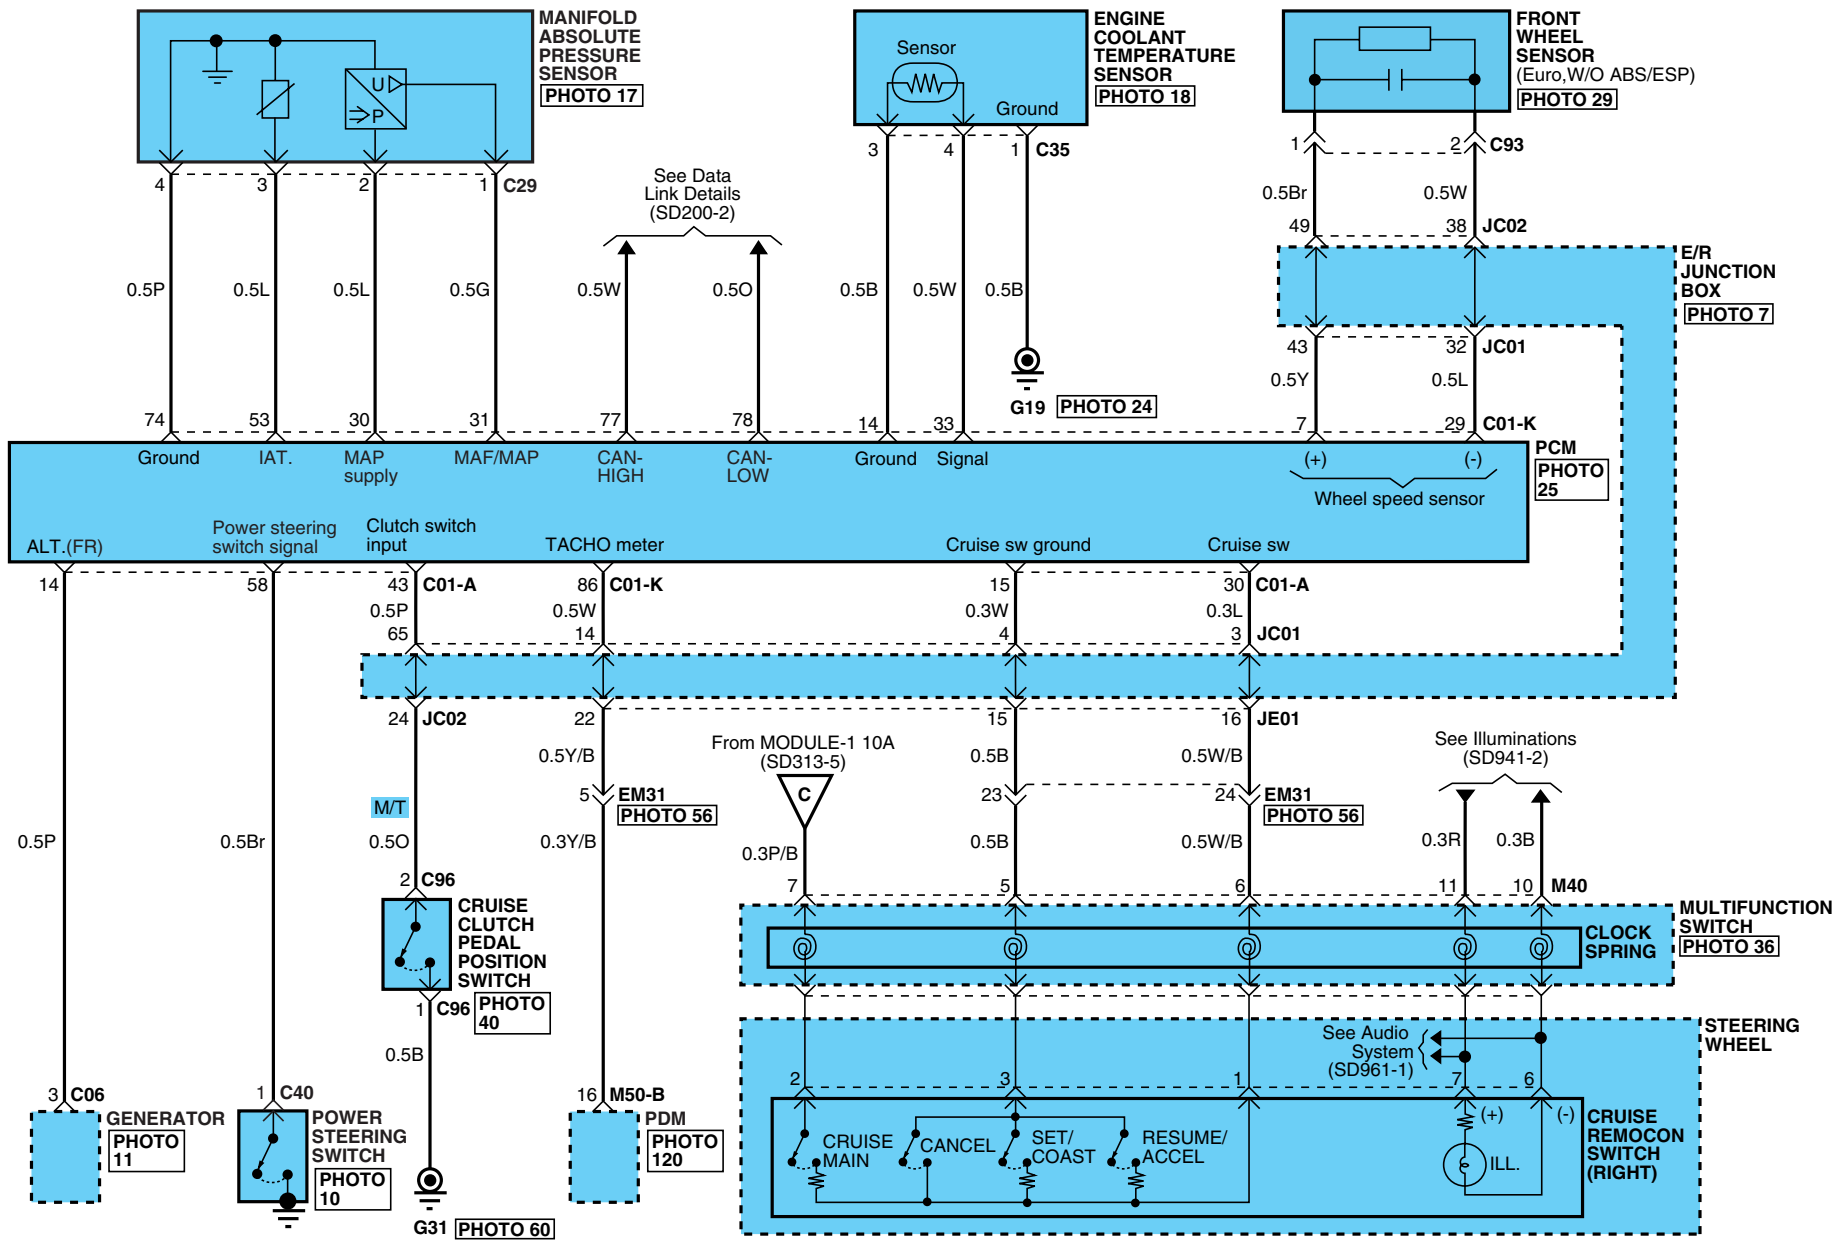 MANIFOLD
ABSOLUTE
PRESSURE
SENSOR
PHOTO 17
U
P
4
3
2
1
C29
ENGINE
COOLANT
TEMPERATURE
SENSOR
PHOTO 18
Sensor
Ground
3
4
1
C35
FRONT
WHEEL
SENSOR
(Euro,W/O ABS/ESP)
PHOTO 29
1
2
C93
See Data
Link Details
(SD200-2)
0.5Br
0.5W
49
38
JC02
E/R
JUNCTION
BOX
PHOTO 7
0.5P
0.5L
0.5L
0.5G
0.5W
0.5O
0.5B
0.5W
0.5B
43
32
JC01
0.5Y
0.5L
G19
PHOTO 24
74
53
30
31
77
78
14
33
7
29
C01-K
Ground
IAT.
MAP
supply
MAF/MAP
CAN-
HIGH
CAN-
LOW
Ground
Signal
(+)
(-)
Wheel speed sensor
PCM
PHOTO
25
ALT.(FR)
Power steering
switch signal
Clutch switch
input
TACHO meter
Cruise sw ground
Cruise sw
14
58
43
C01-A
86
C01-K
15
30
C01-A
0.5P
0.5W
0.3W
0.3L
65
14
4
3
JC01
24
JC02
22
15
16
JE01
From MODULE-1 10A
(SD313-5)
C
See Illuminations
(SD941-2)
0.5Y/B
0.5B
0.5W/B
M/T
5
EM31
PHOTO 56
23
24
EM31
PHOTO 56
0.5P
0.5Br
0.5O
0.3Y/B
0.3P/B
0.5B
0.5W/B
0.3R
0.3B
2
C96
7
5
6
11
10
M40
CRUISE
CLUTCH
PEDAL
POSITION
SWITCH
PHOTO
40
1
C96
CLOCK
SPRING
MULTIFUNCTION
SWITCH
PHOTO 36
0.5B
See Audio
System
(SD961-1)
STEERING
WHEEL
2
3
1
7
6
3
C06
GENERATOR
PHOTO
11
1
C40
POWER
STEERING
SWITCH
PHOTO
10
G31
PHOTO 60
16
M50-B
PDM
PHOTO
120
CRUISE
MAIN
CANCEL
SET/
COAST
RESUME/
ACCEL
(+)
(-)
ILL.
CRUISE
REMOCON
SWITCH
(RIGHT)